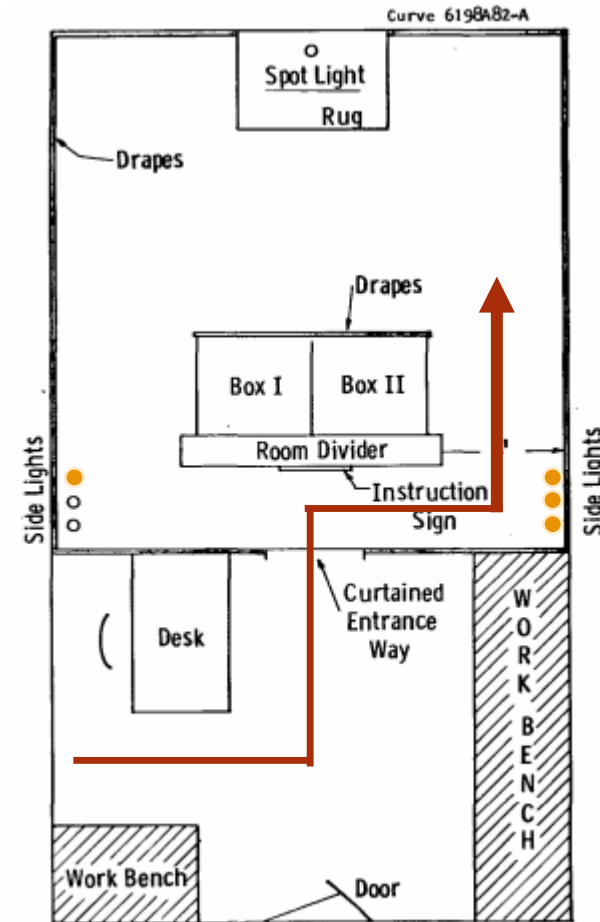 Curve 6198A82-A
Spot Light
Rug
Drapes
Drapes
Box I
Box II
Room Divider
Side Lights
Side Lights
Instruction
Sign
Curtained
Entrance
Way
Desk
WORK BENCH
Work Bench
Door